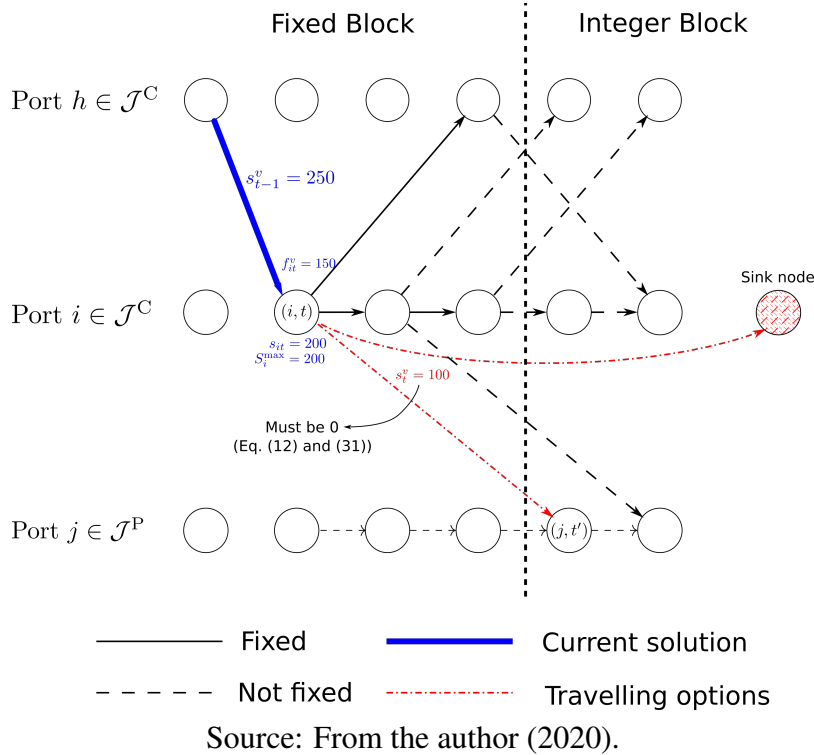 Fixed Block Integer Block
Port h ∈ 𝒥^C
s^v_{t−1} = 250
f^v_{it} = 150
Sink node
Port i ∈ 𝒥^C
(i, t)
s_{it} = 200
S^max_i = 200
s^v_t = 100
Must be 0
(Eq. (12) and (31))
Port j ∈ 𝒥^P
(j, t′)
Fixed Current solution
Not fixed Travelling options
Source: From the author (2020).